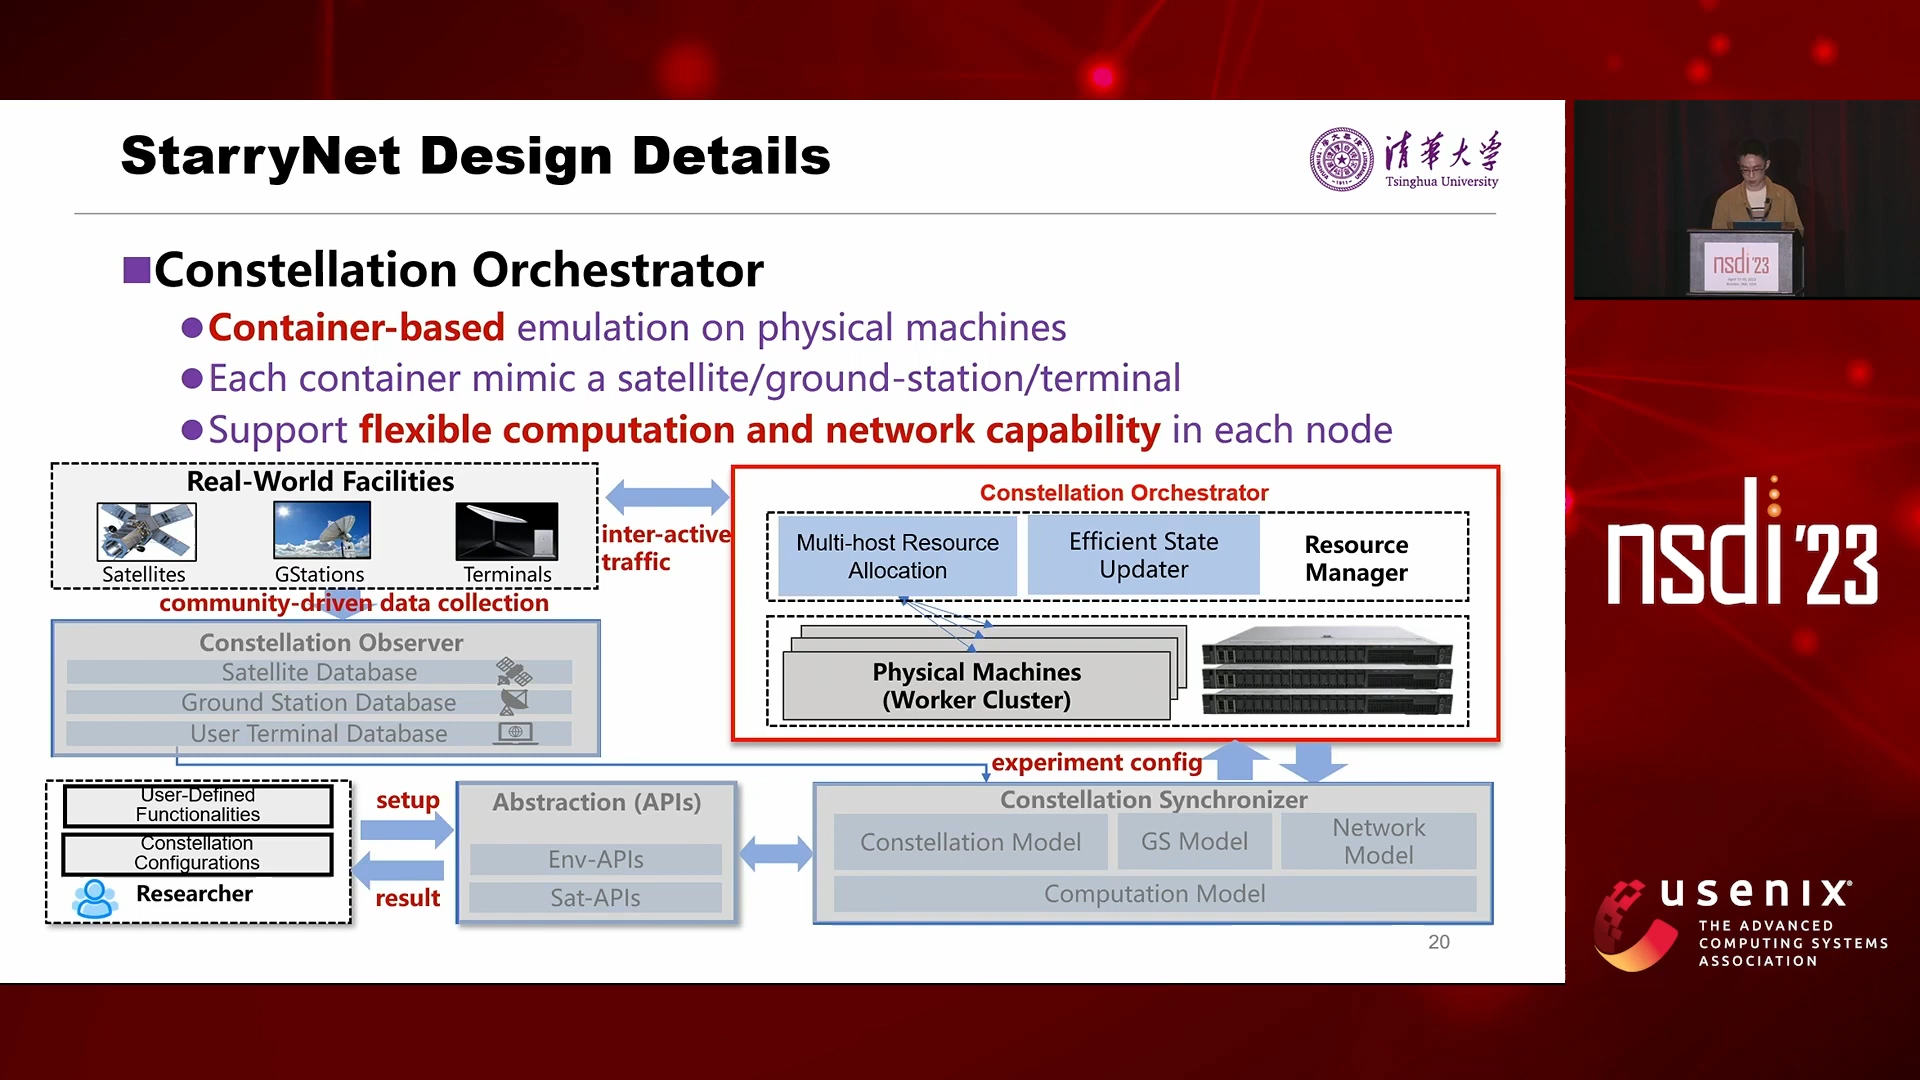 StarryNet Design Details
清華大学
Tsinghua University
Constellation Orchestrator
Container-based emulation on physical machines
Each container mimic a satellite/ground-station/terminal
Support flexible computation and network capability in each node
Real-World Facilities
Satellites
GStations
Terminals
inter-active
traffic
community-driven data collection
Constellation Orchestrator
Multi-host Resource
Allocation
Efficient State
Updater
Resource
Manager
Physical Machines
(Worker Cluster)
Constellation Observer
Satellite Database
Ground Station Database
User Terminal Database
experiment config
User-Defined
Functionalities
Constellation
Configurations
Researcher
setup
result
Abstraction (APIs)
Env-APIs
Sat-APIs
Constellation Synchronizer
Constellation Model
GS Model
Network
Model
Computation Model
20
nsdi '23
nsdi '23
usenix
THE ADVANCED
COMPUTING SYSTEMS
ASSOCIATION